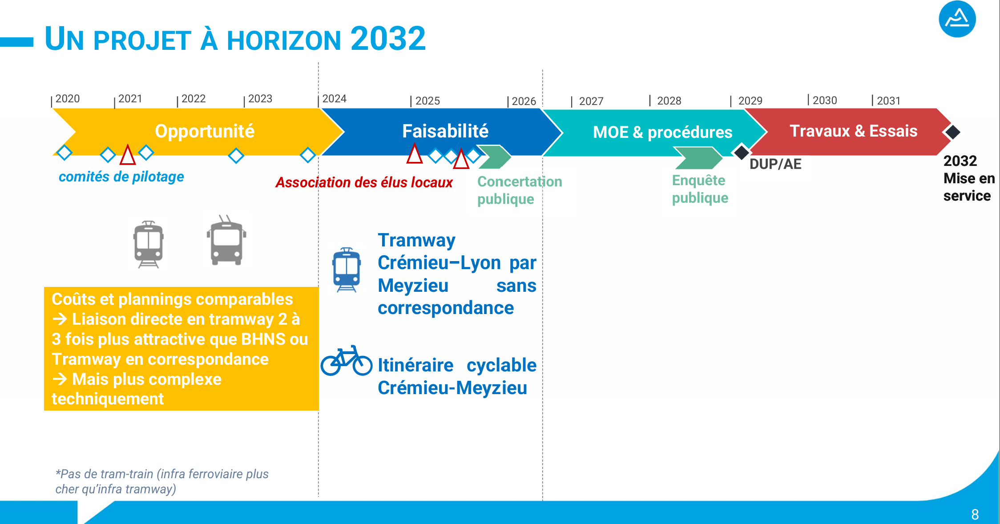 UN PROJET À HORIZON 2032
2020
2021
2022
2023
2024
2025
2026
2027
2028
2029
2030
2031
Opportunité
Faisabilité
MOE & procédures
Travaux & Essais
comités de pilotage
Association des élus locaux
Concertation
publique
Enquête
publique
DUP/AE
2032
Mise en
service
Tramway
Crémieu–Lyon par
Meyzieu sans
correspondance
Coûts et plannings comparables
→ Liaison directe en tramway 2 à
3 fois plus attractive que BHNS ou
Tramway en correspondance
→ Mais plus complexe
techniquement
Itinéraire cyclable
Crémieu-Meyzieu
*Pas de tram-train (infra ferroviaire plus
cher qu’infra tramway)
8